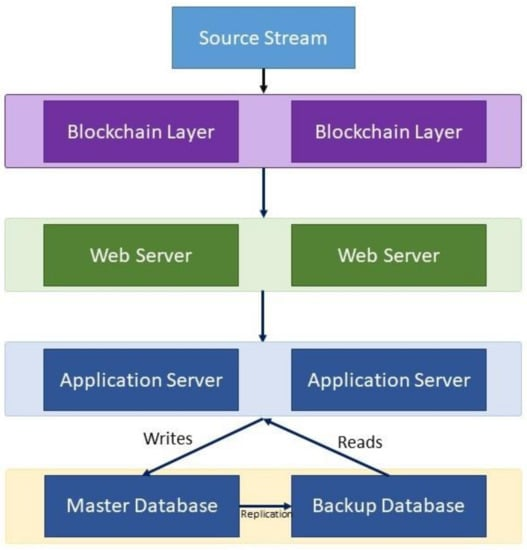 Source Stream
Blockchain Layer
Blockchain Layer
Web Server
Web Server
Application Server
Application Server
Writes
Reads
Master Database
Replication
Backup Database